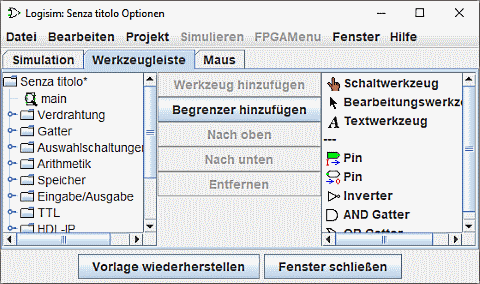 Logisim: Senza titolo Optionen
Datei Bearbeiten Projekt Simulieren FPGAMenu Fenster Hilfe
Simulation Werkzeugleiste Maus
Senza titolo*
main
Verdrahtung
Gatter
Auswahlschaltungen
Arithmetik
Speicher
Eingabe/Ausgabe
TTL
HDL-IP
Werkzeug hinzufügen
Begrenzer hinzufügen
Nach oben
Nach unten
Entfernen
Schaltwerkzeug
Bearbeitungswerkze
Textwerkzeug
---
Pin
Pin
Inverter
AND Gatter
OR Gatter
Vorlage wiederherstellen Fenster schließen